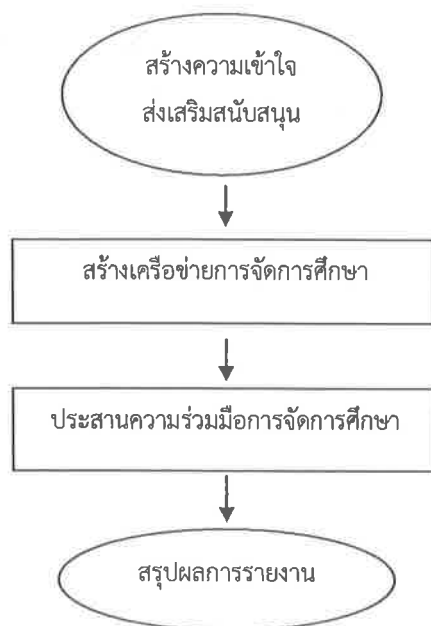 สร้างความเข้าใจ
ส่งเสริมสนับสนุน
สร้างเครือข่ายการจัดการศึกษา
ประสานความร่วมมือการจัดการศึกษา
สรุปผลการรายงาน